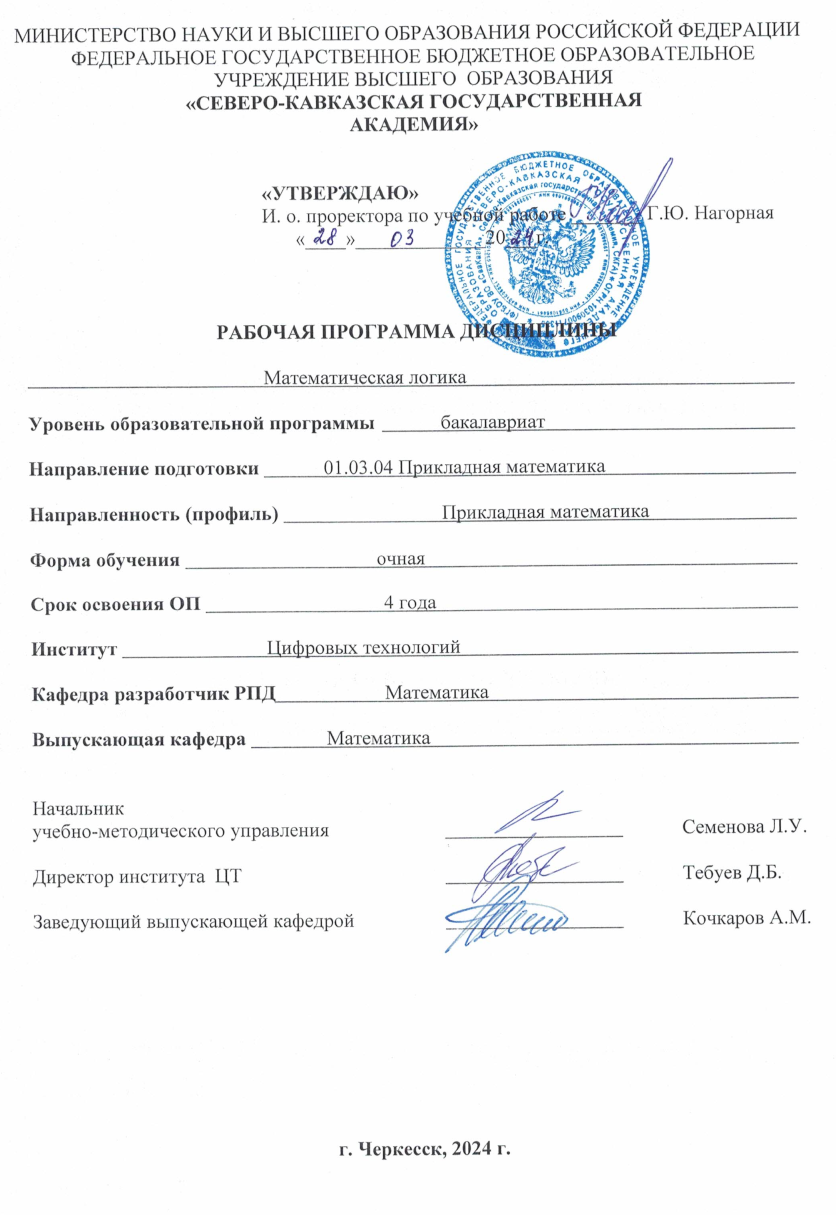 МИНИСТЕРСТВО НАУКИ И ВЫСШЕГО ОБРАЗОВАНИЯ РОССИЙСКОЙ ФЕДЕРАЦИИ
ФЕДЕРАЛЬНОЕ ГОСУДАРСТВЕННОЕ БЮДЖЕТНОЕ ОБРАЗОВАТЕЛЬНОЕ
УЧРЕЖДЕНИЕ ВЫСШЕГО ОБРАЗОВАНИЯ
«СЕВЕРО-КАВКАЗСКАЯ ГОСУДАРСТВЕННАЯ
АКАДЕМИЯ»
«УТВЕРЖДАЮ»
И. о. проректора по учебной работе Г.Ю. Нагорная
«28» 03 2024 г.
РАБОЧАЯ ПРОГРАММА ДИСЦИПЛИНЫ
Математическая логика
Уровень образовательной программы бакалавриат
Направление подготовки 01.03.04 Прикладная математика
Направленность (профиль) Прикладная математика
Форма обучения очная
Срок освоения ОП 4 года
Институт Цифровых технологий
Кафедра разработчик РПД Математика
Выпускающая кафедра Математика
Начальник
учебно-методического управления Семенова Л.У.
Директор института ЦТ Тебуев Д.Б.
Заведующий выпускающей кафедрой Кочкаров А.М.
г. Черкесск, 2024 г.